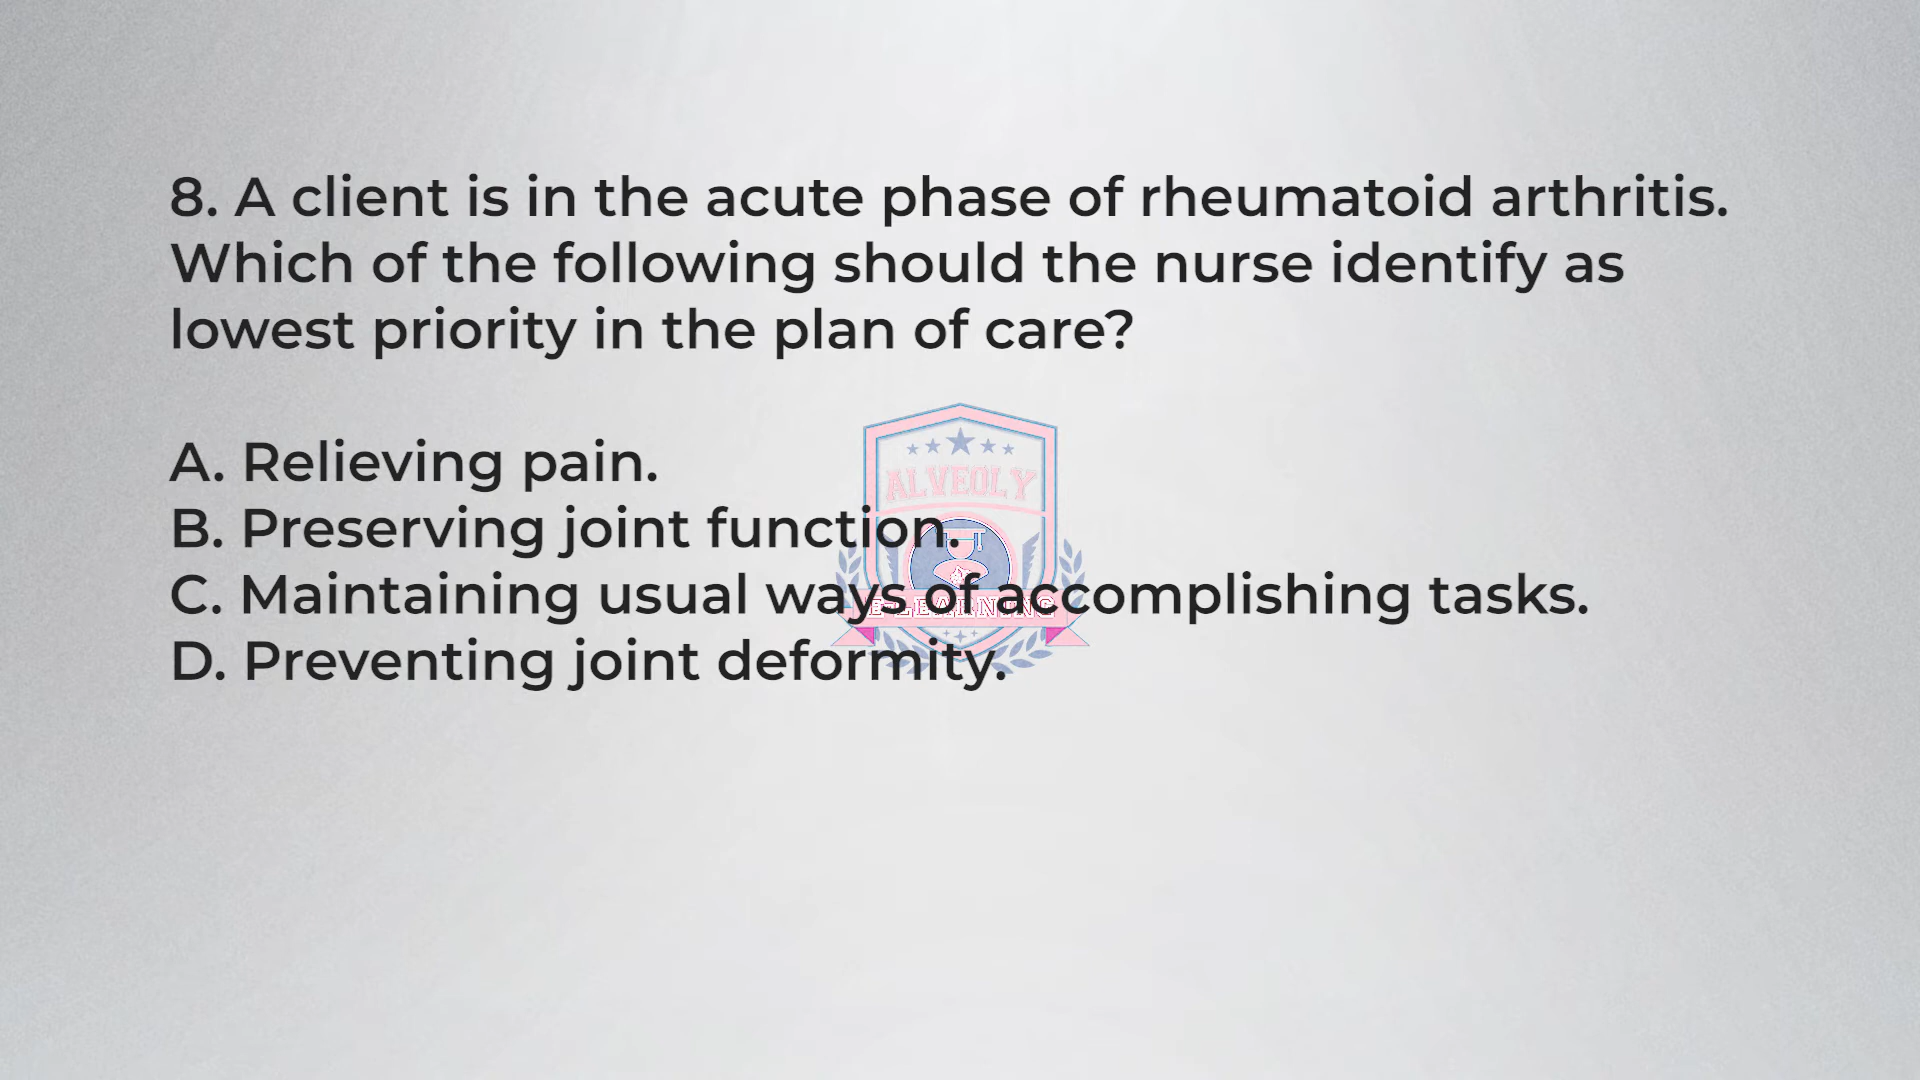 8. A client is in the acute phase of rheumatoid arthritis.
Which of the following should the nurse identify as
lowest priority in the plan of care?
A. Relieving pain.
ALVEOLY
B. Preserving joint function.
C. Maintaining usual ways of accomplishing tasks.
E-LEARNING
D. Preventing joint deformity.